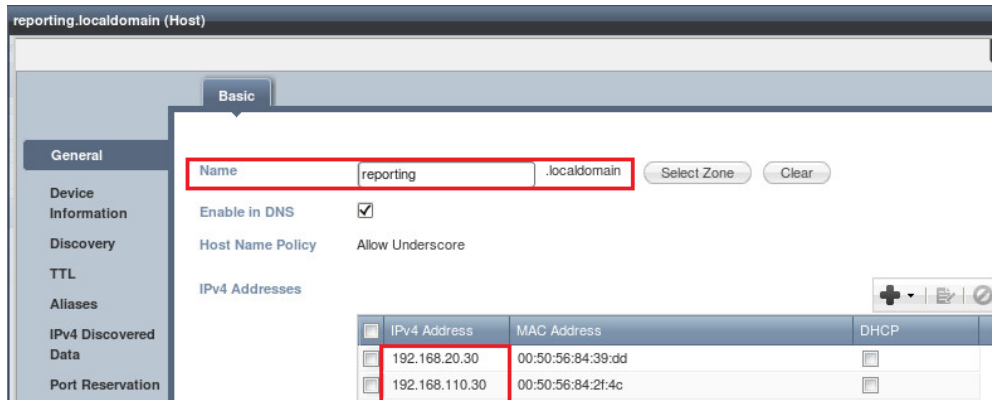 reporting.localdomain (Host)
Basic
General
Device
Information
Discovery
TTL
Aliases
IPv4 Discovered
Data
Port Reservation
Name reporting .localdomain Select Zone Clear
Enable in DNS
Host Name Policy Allow Underscore
IPv4 Addresses
IPv4 Address MAC Address DHCP
192.168.20.30 00:50:56:84:39:dd
192.168.110.30 00:50:56:84:2f:4c